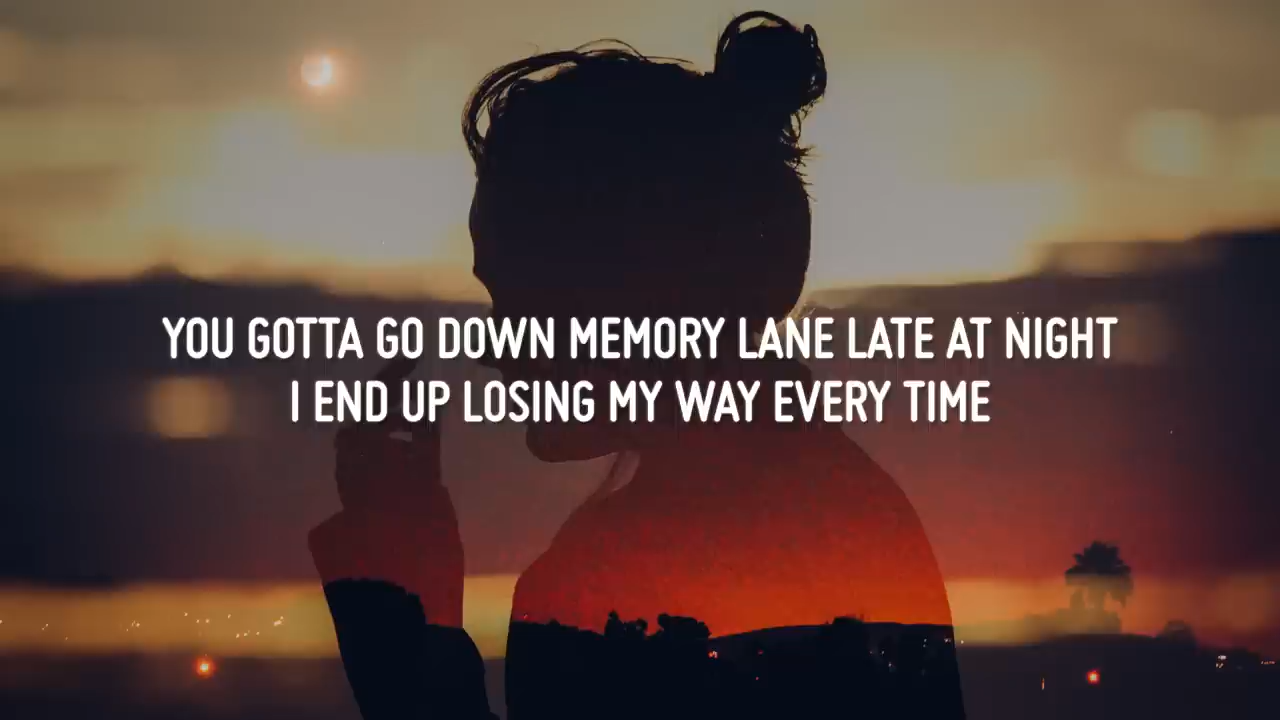 YOU GOTTA GO DOWN MEMORY LANE LATE AT NIGHT
I END UP LOSING MY WAY EVERY TIME